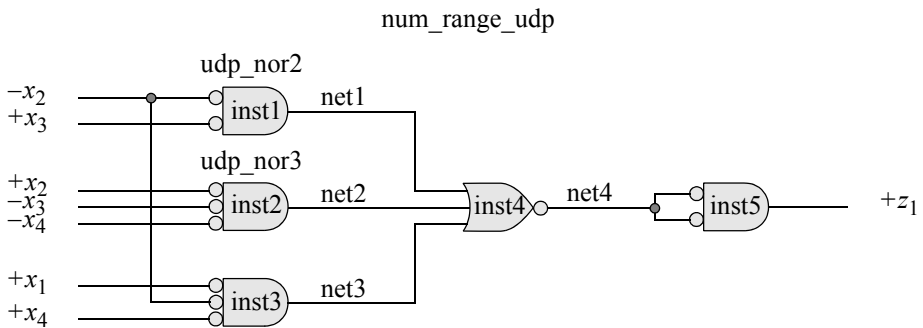 num_range_udp
udp_nor2
−x₂
inst1
net1
+x₃
udp_nor3
+x₂
−x₃
inst2
net2
−x₄
inst4
net4
inst5
+z₁
+x₁
inst3
net3
+x₄